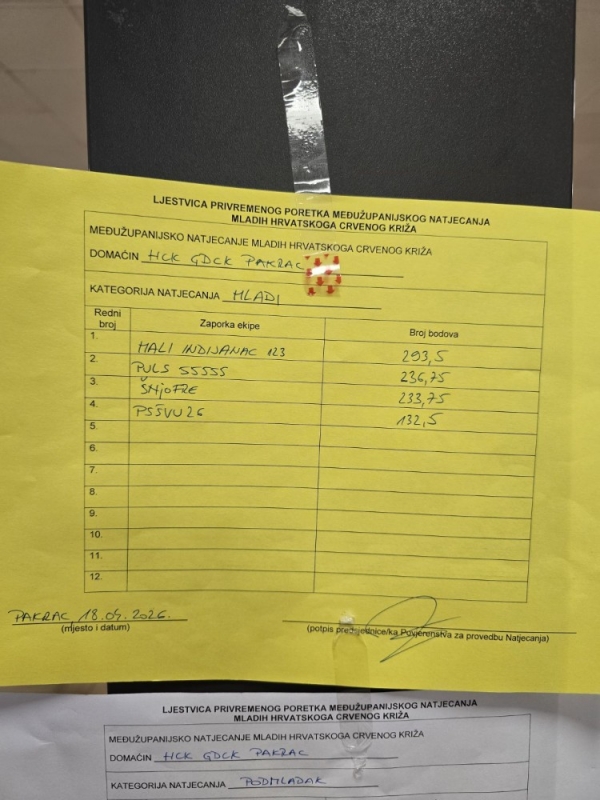 LJESTVICA PRIVREMENOG PORETKA MEĐUŽUPANIJSKOG NATJECANJA
MLADIH HRVATSKOGA CRVENOG KRIŽA
MEĐUŽUPANIJSKO NATJECANJE MLADIH HRVATSKOGA CRVENOG KRIŽA
DOMAĆIN HCK GDCK PAKRAC
KATEGORIJA NATJECANJA MLADI
Redni broj Zaporka ekipe Broj bodova
1. MALI INDIJANAC 123 293,5
2. PULS 55555 236,75
3. ŠNJOFRE 233,75
4. PSŠVU26 132,5
5.
6.
7.
8.
9.
10.
11.
12.
PAKRAC, 18.04.2026.
(mjesto i datum) (potpis predsjednice/ka Povjerenstva za provedbu Natjecanja)
LJESTVICA PRIVREMENOG PORETKA MEĐUŽUPANIJSKOG NATJECANJA
MLADIH HRVATSKOGA CRVENOG KRIŽA
MEĐUŽUPANIJSKO NATJECANJE MLADIH HRVATSKOGA CRVENOG KRIŽA
DOMAĆIN HCK GDCK PAKRAC
KATEGORIJA NATJECANJA PODMLADAK